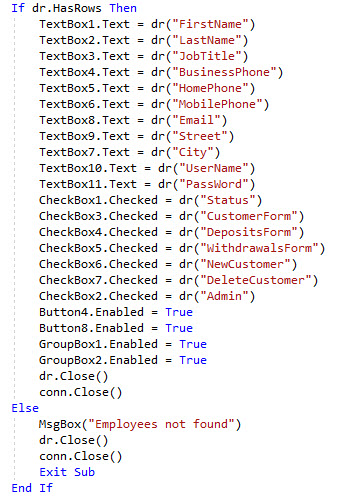 If dr.HasRows Then
TextBox1.Text = dr("FirstName")
TextBox2.Text = dr("LastName")
TextBox3.Text = dr("JobTitle")
TextBox4.Text = dr("BusinessPhone")
TextBox5.Text = dr("HomePhone")
TextBox6.Text = dr("MobilePhone")
TextBox8.Text = dr("Email")
TextBox9.Text = dr("Street")
TextBox7.Text = dr("City")
TextBox10.Text = dr("UserName")
TextBox11.Text = dr("PassWord")
CheckBox1.Checked = dr("Status")
CheckBox3.Checked = dr("CustomerForm")
CheckBox4.Checked = dr("DepositsForm")
CheckBox5.Checked = dr("WithdrawalsForm")
CheckBox6.Checked = dr("NewCustomer")
CheckBox7.Checked = dr("DeleteCustomer")
CheckBox2.Checked = dr("Admin")
Button4.Enabled = True
Button8.Enabled = True
GroupBox1.Enabled = True
GroupBox2.Enabled = True
dr.Close()
conn.Close()
Else
MsgBox("Employees not found")
dr.Close()
conn.Close()
Exit Sub
End If